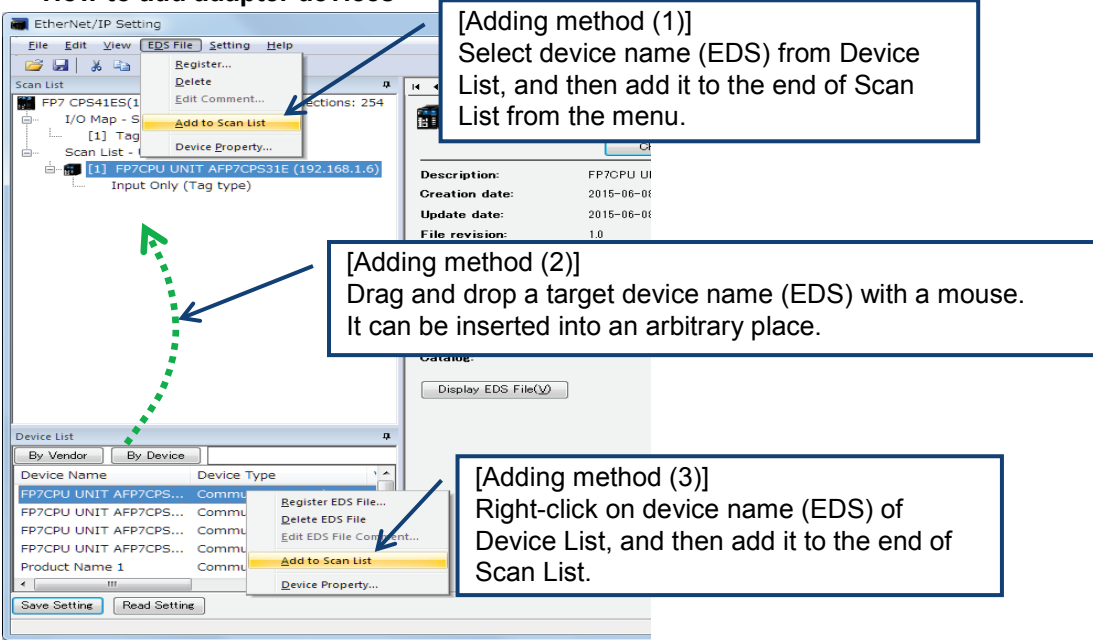 How to add adapter devices
EtherNet/IP Setting
File Edit View EDS File Setting Help
Register...
Delete
Edit Comment...
Add to Scan List
Device Property...
Scan List
FP7 CPS41ES(1 ections: 254
I/O Map - S
[1] Tag
Scan List -
[1] FP7CPU UNIT AFP7CPS31E (192.168.1.6)
Input Only (Tag type)
[Adding method (1)]
Select device name (EDS) from Device
List, and then add it to the end of Scan
List from the menu.
Description: FP7CPU UI
Creation date: 2015-06-08
Update date: 2015-06-08
File revision: 1.0
[Adding method (2)]
Drag and drop a target device name (EDS) with a mouse.
It can be inserted into an arbitrary place.
Catalog:
Display EDS File(V)
Device List
By Vendor By Device
Device Name Device Type
FP7CPU UNIT AFP7CPS... Commu
FP7CPU UNIT AFP7CPS... Commu
FP7CPU UNIT AFP7CPS... Commu
FP7CPU UNIT AFP7CPS... Commu
Product Name 1 Commu
Register EDS File...
Delete EDS File
Edit EDS File Comment...
Add to Scan List
Device Property...
[Adding method (3)]
Right-click on device name (EDS) of
Device List, and then add it to the end of
Scan List.
Save Setting Read Setting